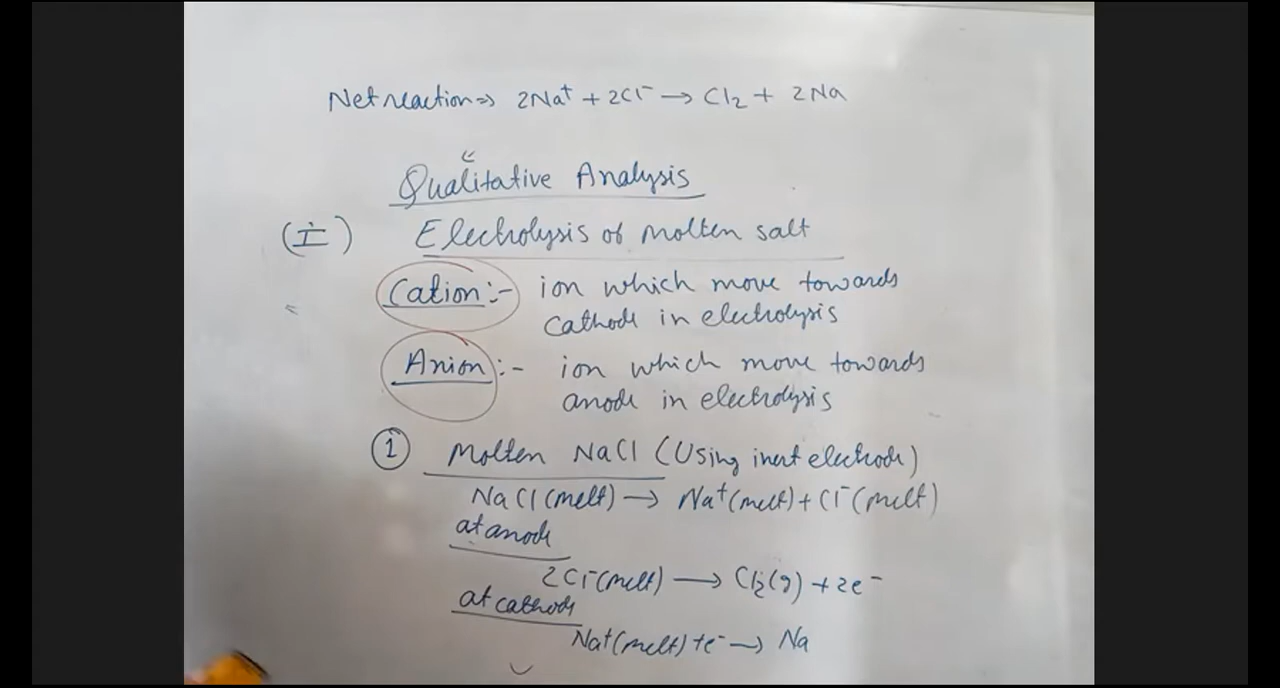 Net reaction ⇒ 2Na⁺ + 2Cl⁻ → Cl₂ + 2Na
Qualitative Analysis
(I) Electrolysis of molten salt
Cation:- ion which move towards
cathode in electrolysis
Anion:- ion which move towards
anode in electrolysis
① Molten NaCl (Using inert electrode)
NaCl (melt) → Na⁺(melt) + Cl⁻(melt)
at anode
2Cl⁻(melt) → Cl₂(g) + 2e⁻
at cathode
Na⁺(melt) + e⁻ → Na